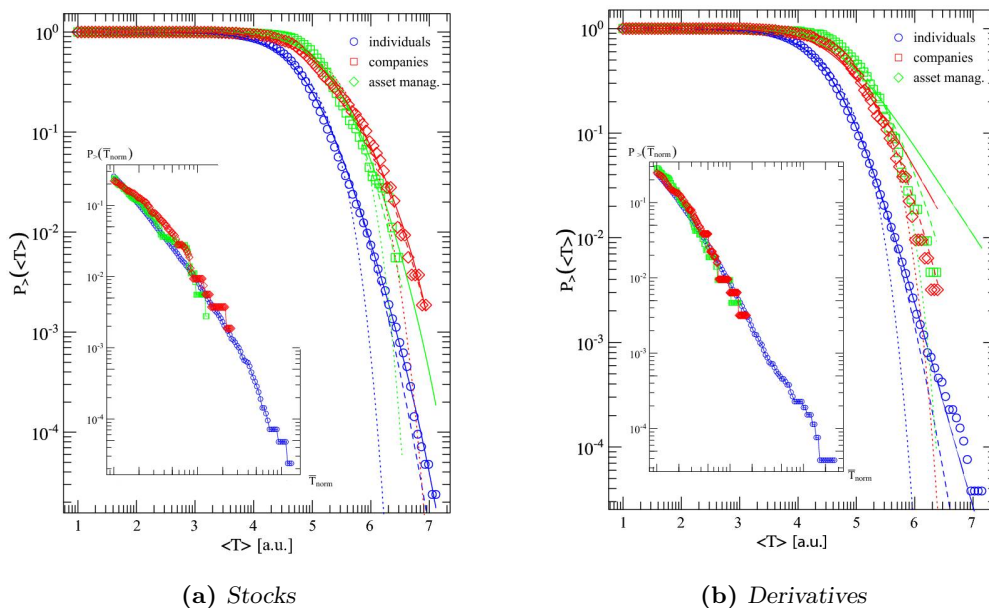 10^0
10^-1
10^-2
10^-3
10^-4
P>(<T>)
individuals
companies
asset manag.
P>(T̅norm)
10^-1
10^-2
10^-3
10^-4
T̅norm
1 2 3 4 5 6 7
<T> [a.u.]
(a) Stocks
10^0
10^-1
10^-2
10^-3
10^-4
P>(<T>)
individuals
companies
asset manag.
P>(T̅norm)
10^-1
10^-2
10^-3
10^-4
T̅norm
1 2 3 4 5 6 7
<T> [a.u.]
(b) Derivatives